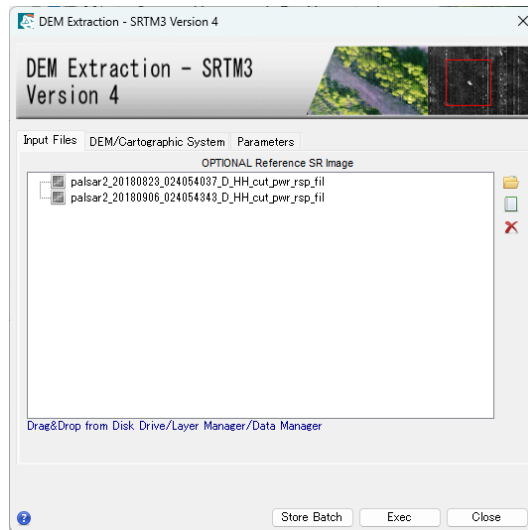 DEM Extraction - SRTM3 Version 4
DEM Extraction - SRTM3
Version 4
Input Files DEM/Cartographic System Parameters
OPTIONAL Reference SR Image
palsar2_20180823_024054037_D_HH_cut_pwr_rsp_fil
palsar2_20180906_024054343_D_HH_cut_pwr_rsp_fil
Drag&Drop from Disk Drive/Layer Manager/Data Manager
Store Batch Exec Close